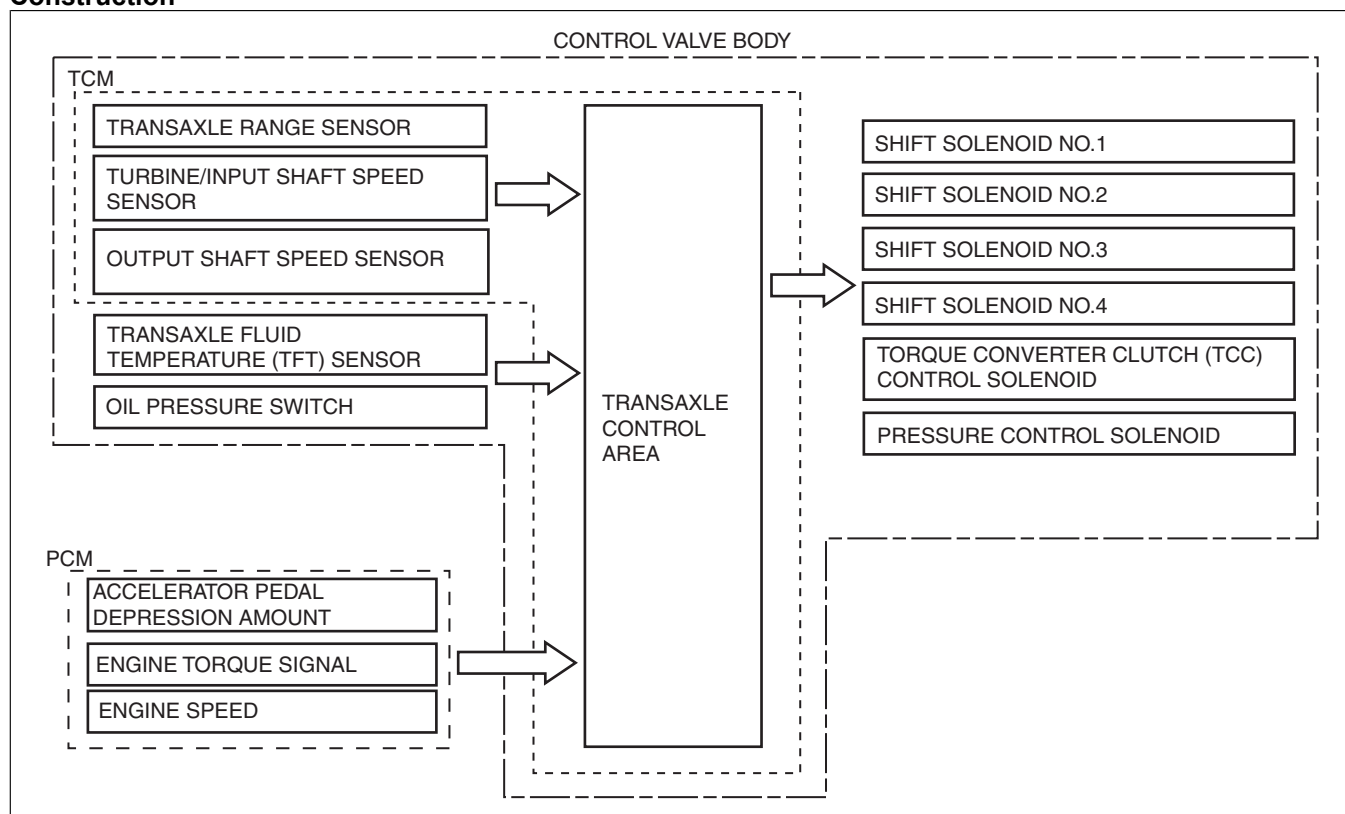 Construction
CONTROL VALVE BODY
TCM
TRANSAXLE RANGE SENSOR
TURBINE/INPUT SHAFT SPEED
SENSOR
OUTPUT SHAFT SPEED SENSOR
TRANSAXLE FLUID
TEMPERATURE (TFT) SENSOR
OIL PRESSURE SWITCH
PCM
ACCELERATOR PEDAL
DEPRESSION AMOUNT
ENGINE TORQUE SIGNAL
ENGINE SPEED
TRANSAXLE
CONTROL
AREA
SHIFT SOLENOID NO.1
SHIFT SOLENOID NO.2
SHIFT SOLENOID NO.3
SHIFT SOLENOID NO.4
TORQUE CONVERTER CLUTCH (TCC)
CONTROL SOLENOID
PRESSURE CONTROL SOLENOID